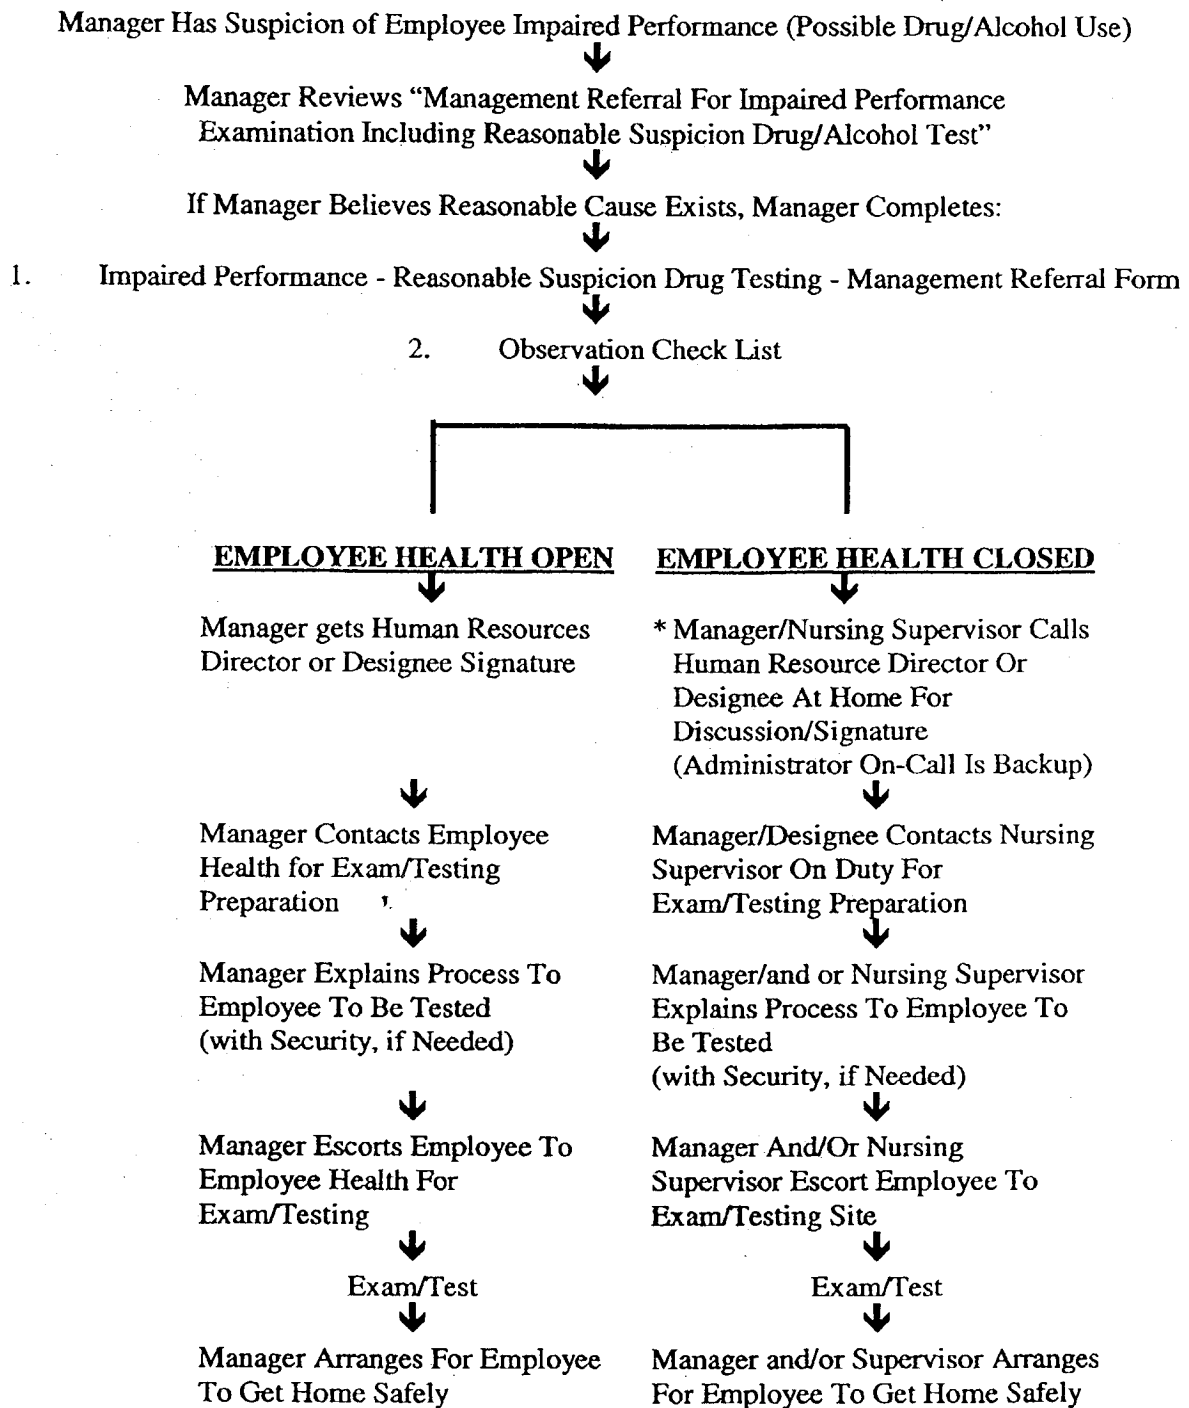 Manager Has Suspicion of Employee Impaired Performance (Possible Drug/Alcohol Use)
Manager Reviews “Management Referral For Impaired Performance
Examination Including Reasonable Suspicion Drug/Alcohol Test”
If Manager Believes Reasonable Cause Exists, Manager Completes:
1. Impaired Performance - Reasonable Suspicion Drug Testing - Management Referral Form
2. Observation Check List
EMPLOYEE HEALTH OPEN
Manager gets Human Resources
Director or Designee Signature
Manager Contacts Employee
Health for Exam/Testing
Preparation
Manager Explains Process To
Employee To Be Tested
(with Security, if Needed)
Manager Escorts Employee To
Employee Health For
Exam/Testing
Exam/Test
Manager Arranges For Employee
To Get Home Safely
EMPLOYEE HEALTH CLOSED
* Manager/Nursing Supervisor Calls
Human Resource Director Or
Designee At Home For
Discussion/Signature
(Administrator On-Call Is Backup)
Manager/Designee Contacts Nursing
Supervisor On Duty For
Exam/Testing Preparation
Manager/and or Nursing Supervisor
Explains Process To Employee To
Be Tested
(with Security, if Needed)
Manager And/Or Nursing
Supervisor Escort Employee To
Exam/Testing Site
Exam/Test
Manager and/or Supervisor Arranges
For Employee To Get Home Safely